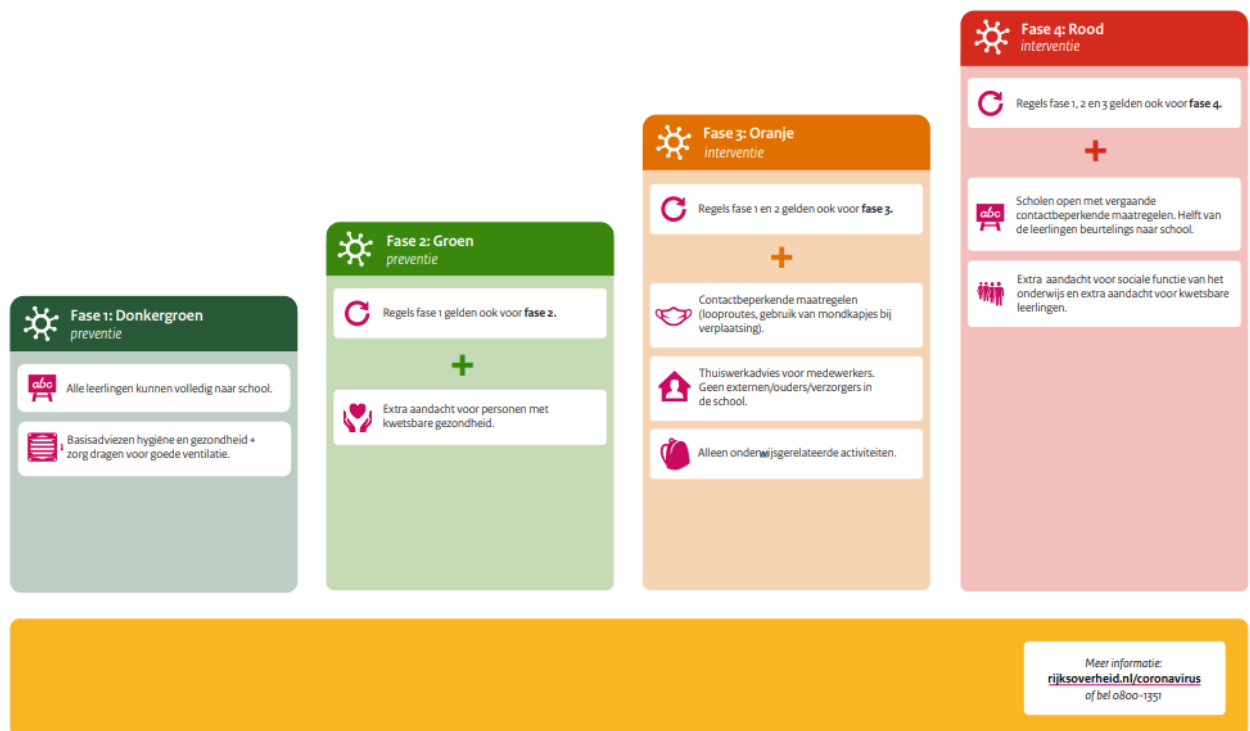 Fase 1: Donkergroen
preventie
abc
Alle leerlingen kunnen volledig naar school.
Basisadviezen hygiëne en gezondheid +
zorg dragen voor goede ventilatie.
Fase 2: Groen
preventie
Regels fase 1 gelden ook voor fase 2.
+
Extra aandacht voor personen met
kwetsbare gezondheid.
Fase 3: Oranje
interventie
Regels fase 1 en 2 gelden ook voor fase 3.
+
Contactbeperkende maatregelen
(looproutes, gebruik van mondkapjes bij
verplaatsing).
Thuiswerkadvies voor medewerkers.
Geen externen/ouders/verzorgers in
de school.
Alleen onderwijsgerelateerde activiteiten.
Fase 4: Rood
interventie
Regels fase 1, 2 en 3 gelden ook voor fase 4.
+
abc
Scholen open met vergaande
contactbeperkende maatregelen. Helft van
de leerlingen beurtelings naar school.
Extra aandacht voor sociale functie van het
onderwijs en extra aandacht voor kwetsbare
leerlingen.
Meer informatie:
rijksoverheid.nl/coronavirus
of bel 0800-1351